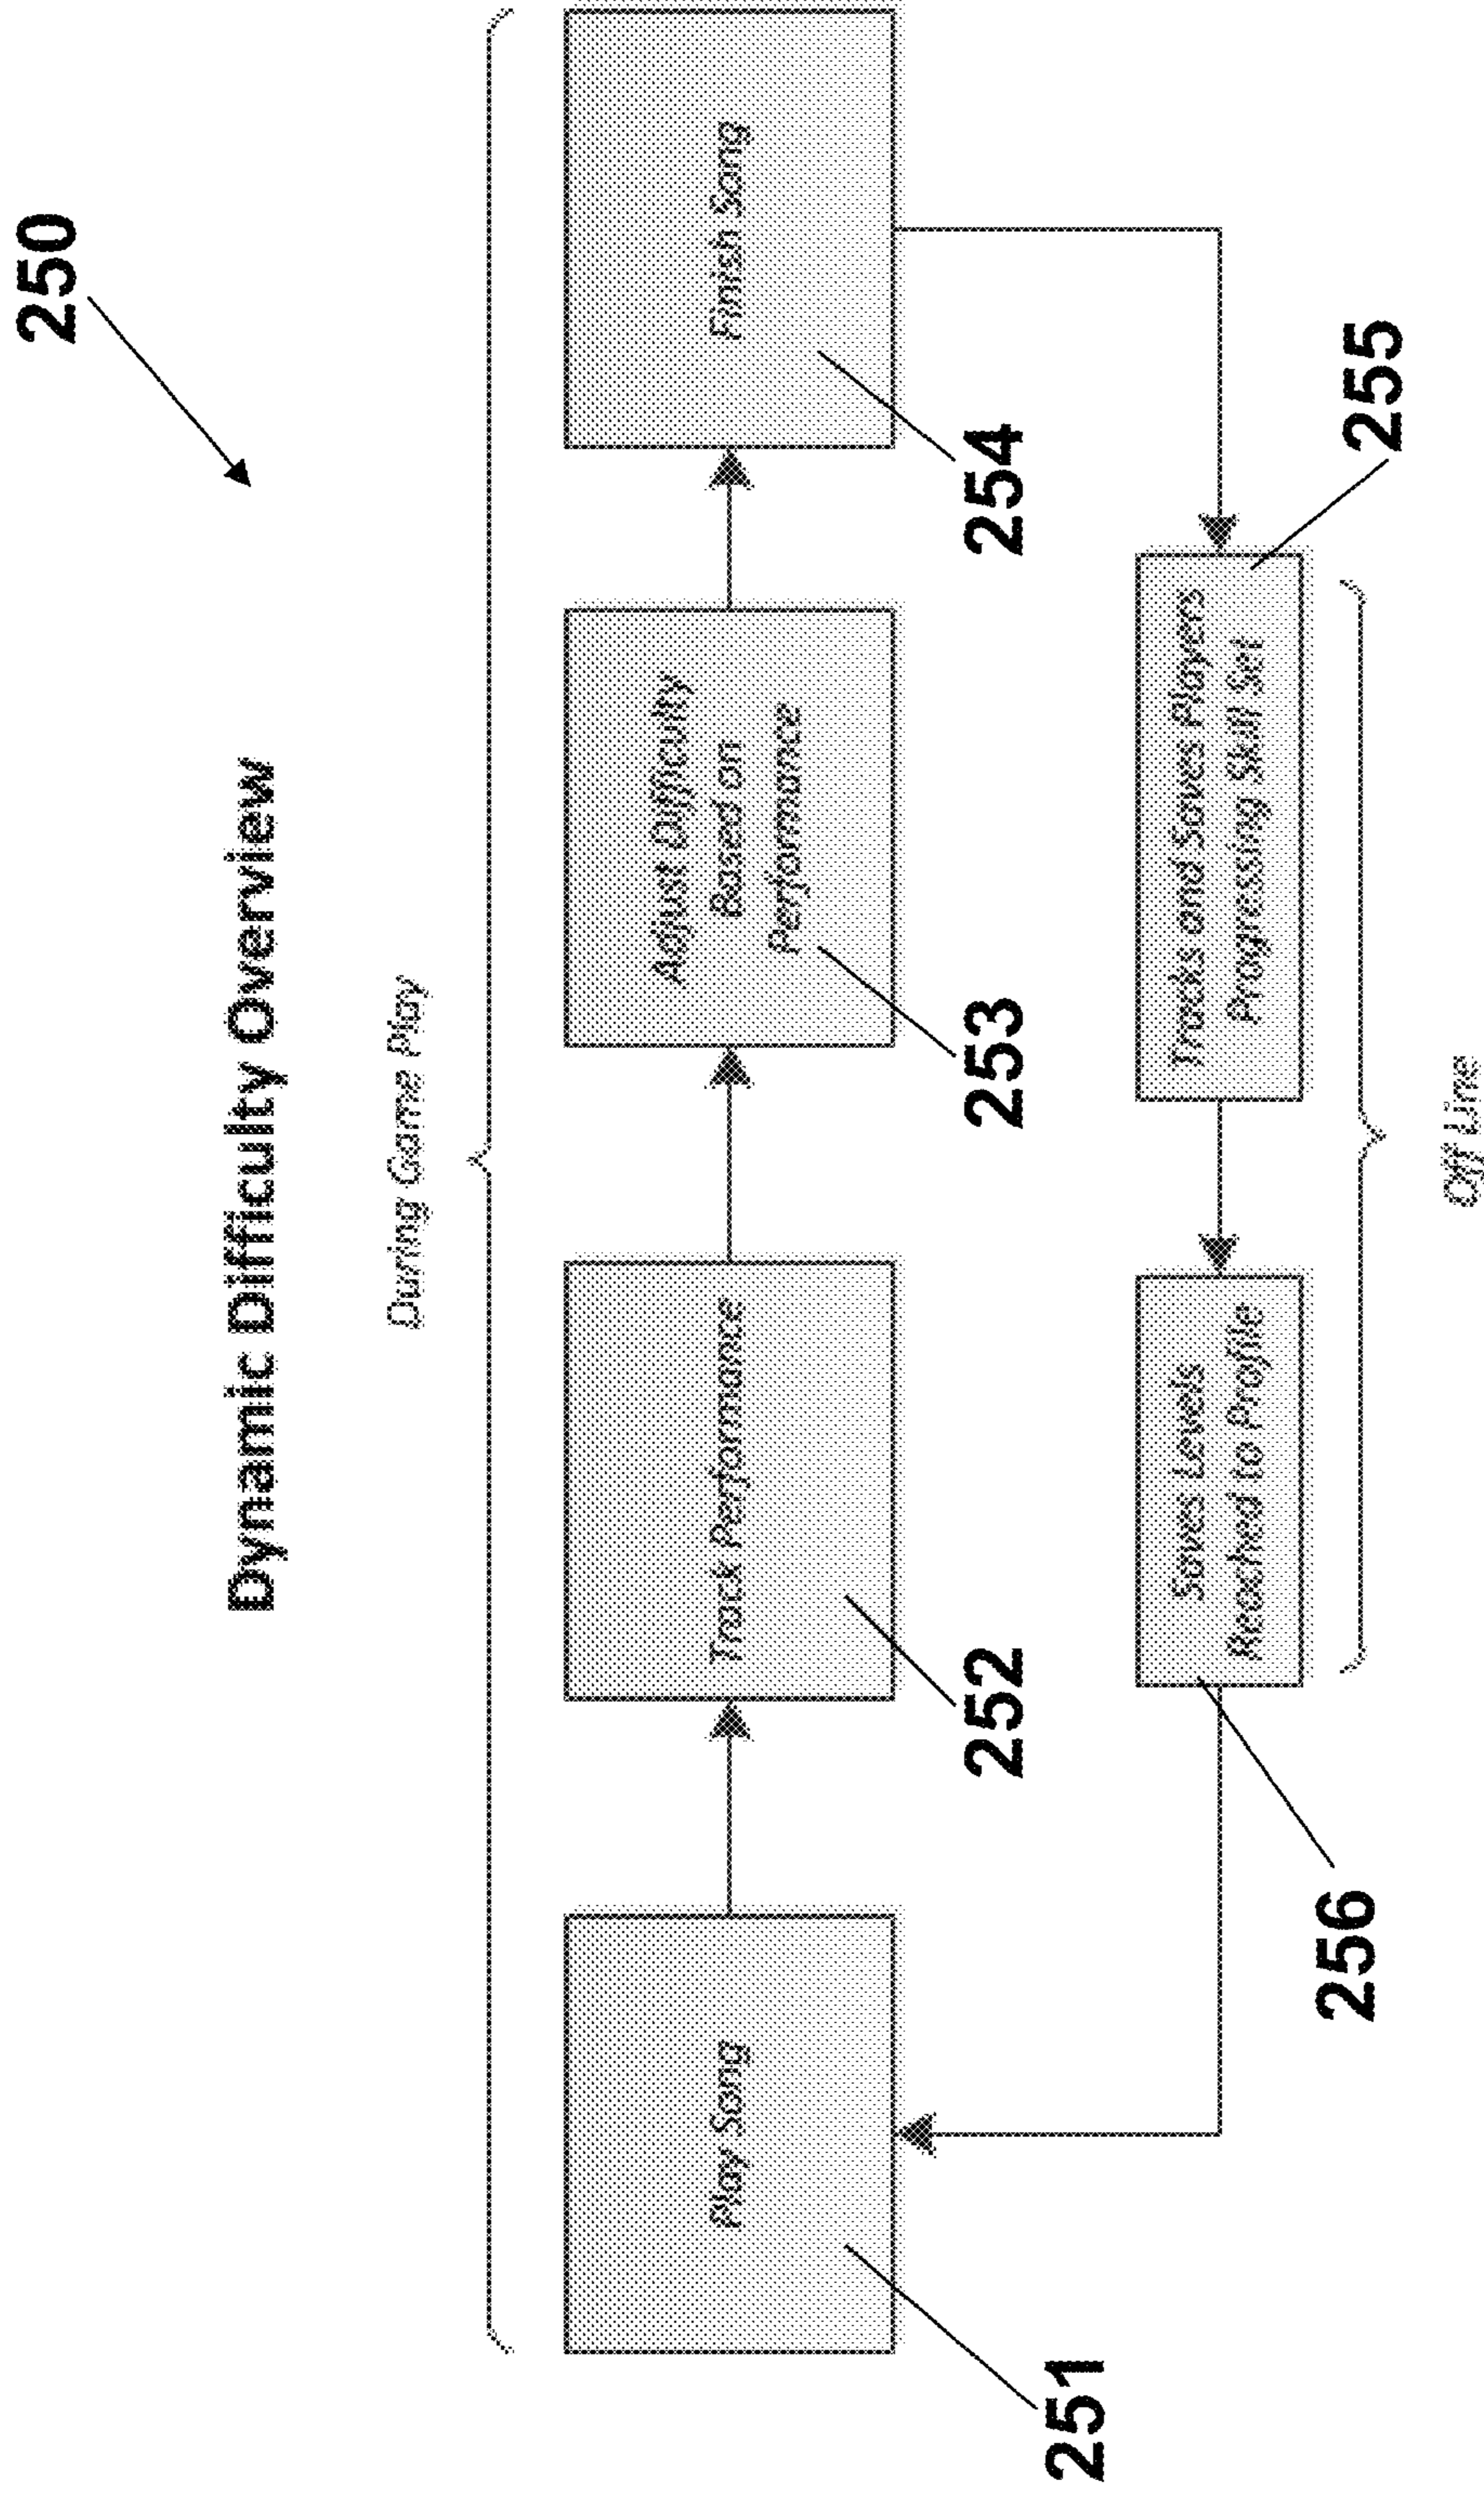 250
Dynamic Difficulty Overview
During Game Play
Play Song
Track Performance
Adjust Difficulty
Based on
Performance
Finish Song
251
252
253
254
Saves Levels
Reached to Profile
Tracks and Saves Players
Progressing Skill Set
256
255
Off Line